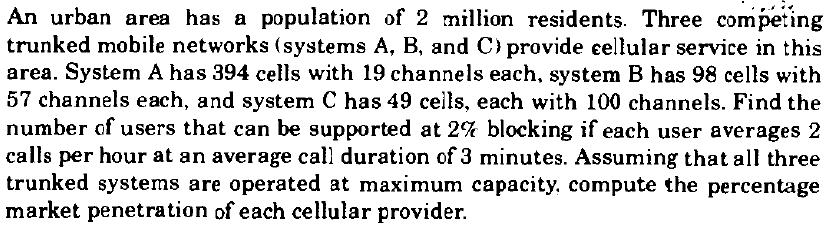 An urban area has a population of 2 million residents. Three competing
trunked mobile networks (systems A, B, and C) provide cellular service in this
area. System A has 394 cells with 19 channels each, system B has 98 cells with
57 channels each, and system C has 49 cells, each with 100 channels. Find the
number of users that can be supported at 2% blocking if each user averages 2
calls per hour at an average call duration of 3 minutes. Assuming that all three
trunked systems are operated at maximum capacity, compute the percentage
market penetration of each cellular provider.